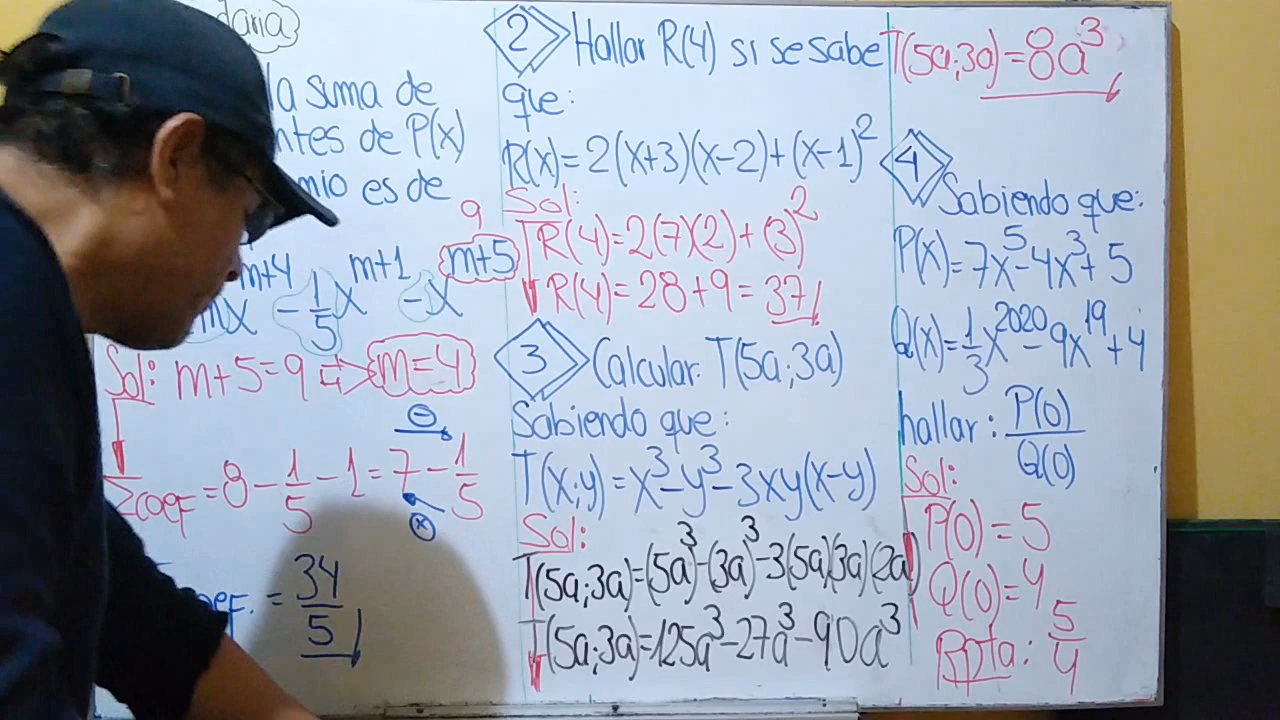 daria
la suma de
ntes de P(x)
mio es de
9
mx^(m+4) - 1/5 x^(m+1) - x^(m+5)
Sol: m+5=9 ⇒ m=4
⊖
Σcoef = 8 - 1/5 - 1 = 7 - 1/5
⊗
oef. = 34/5
2 Hallar R(4) si se sabe
que:
R(x)=2(x+3)(x-2)+(x-1)²
Sol:
R(4)=2(7)(2)+(3)²
R(4)=28+9=37
3 Calcular T(5a;3a)
Sabiendo que:
T(x;y)=x³-y³-3xy(x-y)
Sol:
T(5a;3a)=(5a)³-(3a)³-3(5a)(3a)(2a)
T(5a;3a)=125a³-27a³-90a³
T(5a;3a)=8a³
4
Sabiendo que:
P(x)=7x⁵-4x³+5
Q(x)=1/3 x²⁰²⁰-9x¹⁹+4
hallar: P(0)/Q(0)
Sol:
P(0)=5
Q(0)=4
Rpta: 5/4